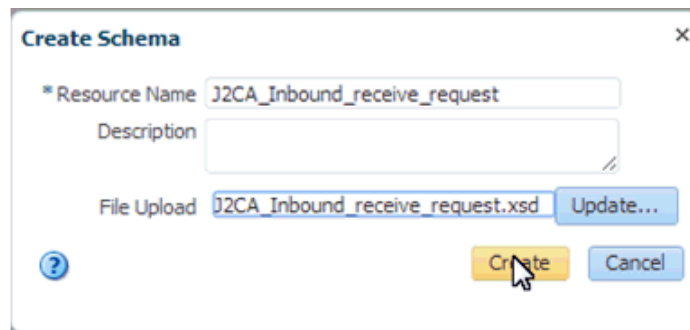 Create Schema
×
* Resource Name J2CA_Inbound_receive_request
Description
File Upload J2CA_Inbound_receive_request.xsd Update...
? Create Cancel